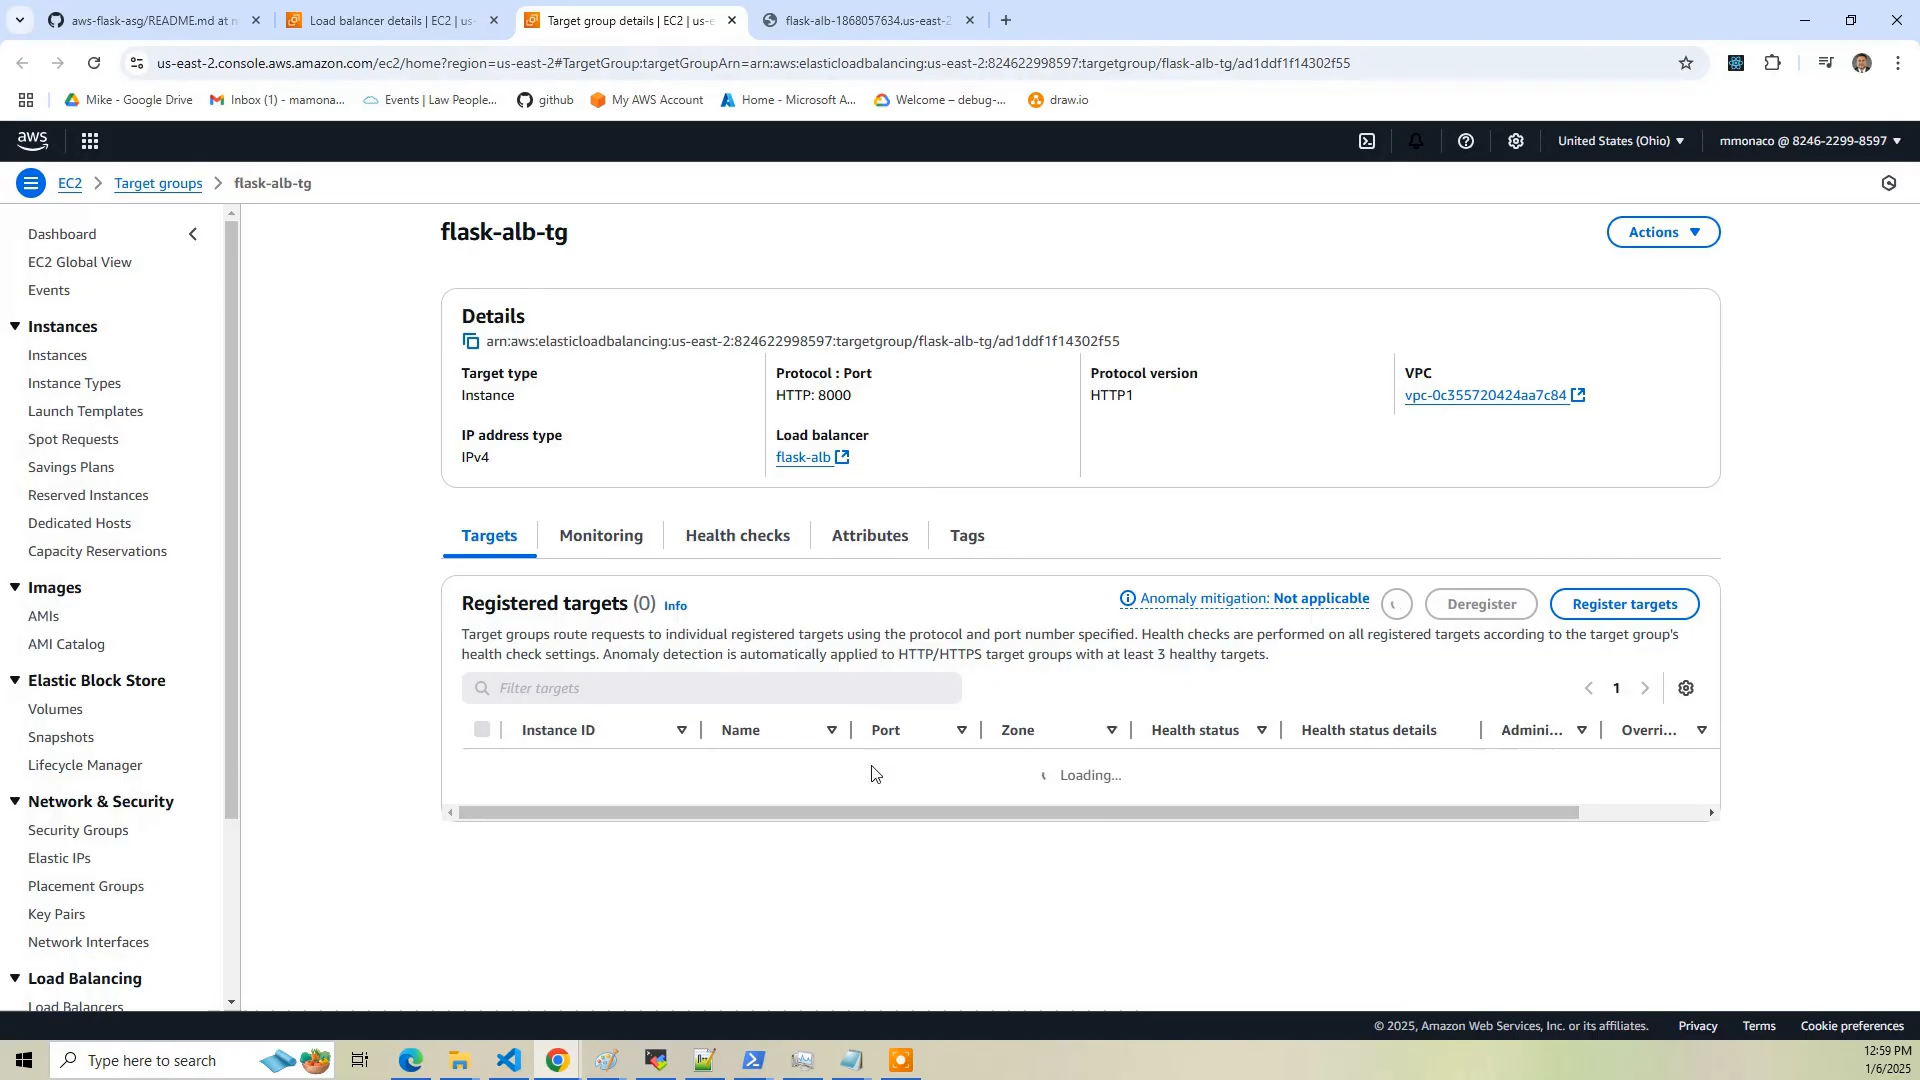 aws-flask-asg/README.md at m
Load balancer details | EC2 | us-
Target group details | EC2 | us-e
flask-alb-1868057634.us-east-2
us-east-2.console.aws.amazon.com/ec2/home?region=us-east-2#TargetGroup:targetGroupArn=arn:aws:elasticloadbalancing:us-east-2:824622998597:targetgroup/flask-alb-tg/ad1ddf1f14302f55
Mike - Google Drive
Inbox (1) - mamona...
Events | Law People...
github
My AWS Account
Home - Microsoft A...
Welcome – debug-...
draw.io
aws
United States (Ohio)
mmonaco @ 8246-2299-8597
EC2
Target groups
flask-alb-tg
Dashboard
EC2 Global View
Events
Instances
Instances
Instance Types
Launch Templates
Spot Requests
Savings Plans
Reserved Instances
Dedicated Hosts
Capacity Reservations
Images
AMIs
AMI Catalog
Elastic Block Store
Volumes
Snapshots
Lifecycle Manager
Network & Security
Security Groups
Elastic IPs
Placement Groups
Key Pairs
Network Interfaces
Load Balancing
Load Balancers
flask-alb-tg
Actions
Details
arn:aws:elasticloadbalancing:us-east-2:824622998597:targetgroup/flask-alb-tg/ad1ddf1f14302f55
Target type
Instance
Protocol : Port
HTTP: 8000
Protocol version
HTTP1
VPC
vpc-0c355720424aa7c84
IP address type
IPv4
Load balancer
flask-alb
Targets
Monitoring
Health checks
Attributes
Tags
Registered targets (0) Info
Anomaly mitigation: Not applicable
Deregister
Register targets
Target groups route requests to individual registered targets using the protocol and port number specified. Health checks are performed on all registered targets according to the target group's
health check settings. Anomaly detection is automatically applied to HTTP/HTTPS target groups with at least 3 healthy targets.
Filter targets
1
Instance ID
Name
Port
Zone
Health status
Health status details
Admini...
Overri...
Loading...
© 2025, Amazon Web Services, Inc. or its affiliates.
Privacy
Terms
Cookie preferences
Type here to search
12:59 PM
1/6/2025